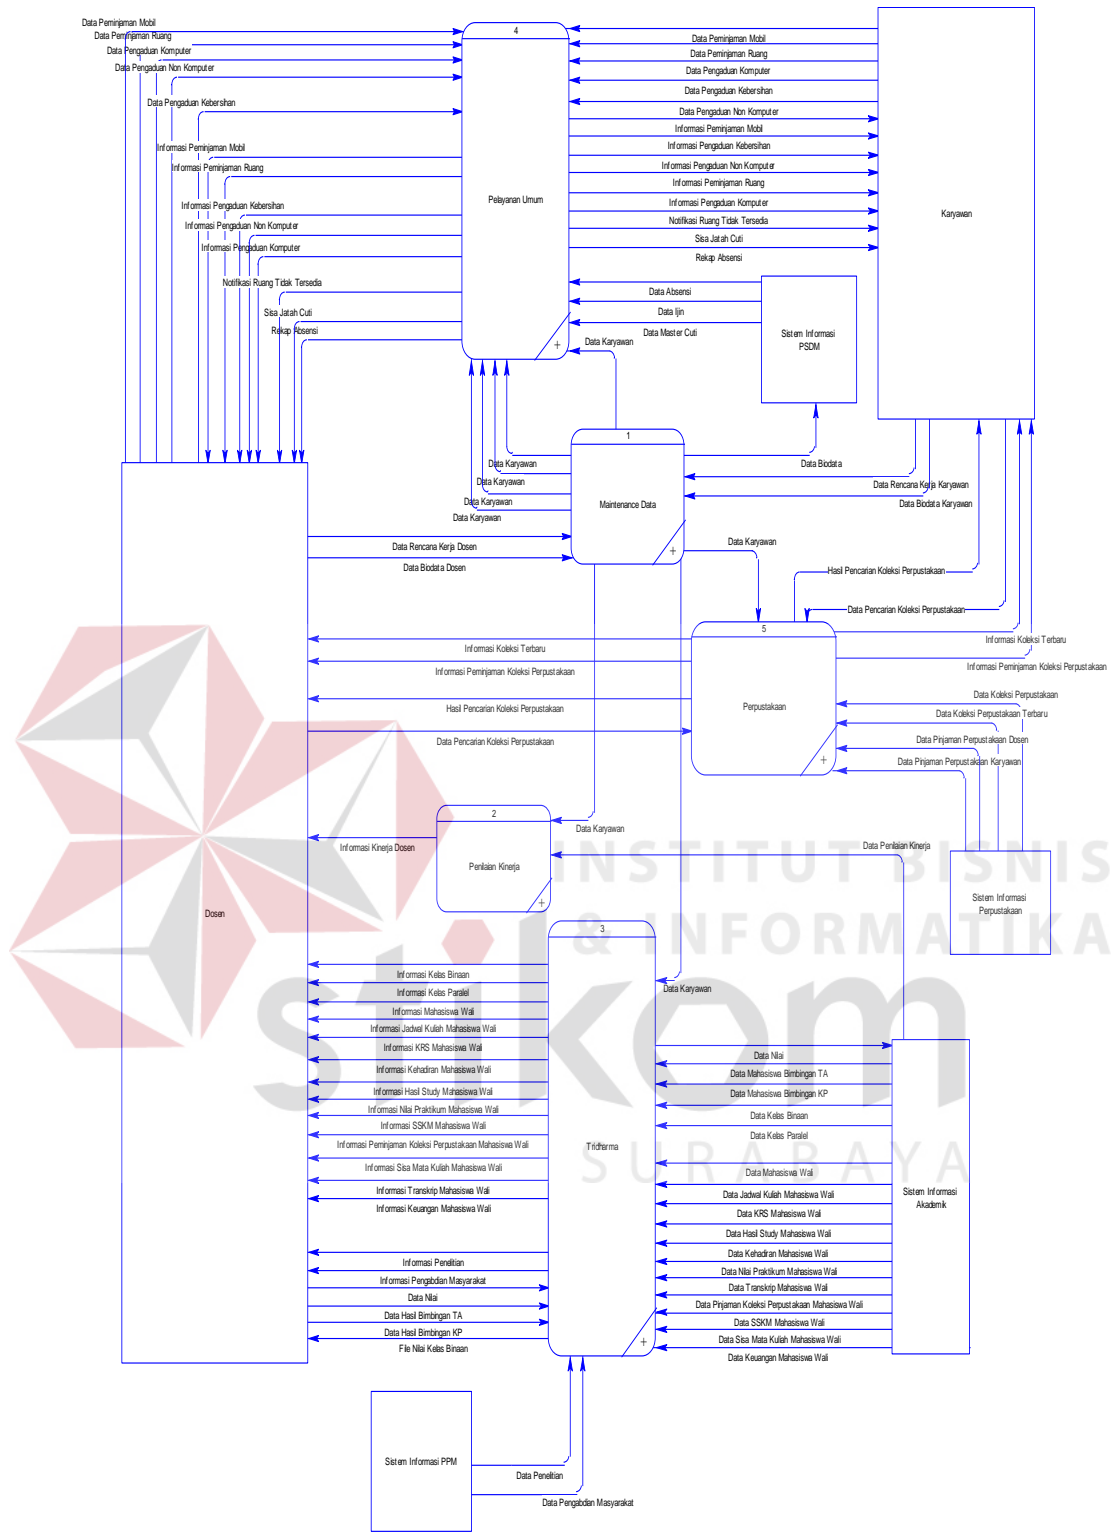 Data Peminjaman Mobil
Data Peminjaman Ruang
Data Pengaduan Komputer
Data Pengaduan Non Komputer
Data Pengaduan Kebersihan
Informasi Peminjaman Mobil
Informasi Peminjaman Ruang
Informasi Pengaduan Kebersihan
Informasi Pengaduan Non Komputer
Informasi Pengaduan Komputer
Notifikasi Ruang Tidak Tersedia
Sisa Jatah Cuti
Rekap Absensi
4
Pelayanan Umum
+
Data Peminjaman Mobil
Data Peminjaman Ruang
Data Pengaduan Komputer
Data Pengaduan Kebersihan
Data Pengaduan Non Komputer
Informasi Peminjaman Mobil
Informasi Pengaduan Kebersihan
Informasi Pengaduan Non Komputer
Informasi Peminjaman Ruang
Informasi Pengaduan Komputer
Notifikasi Ruang Tidak Tersedia
Sisa Jatah Cuti
Rekap Absensi
Karyawan
Data Absensi
Data Ijin
Data Master Cuti
Sistem Informasi
PSDM
Data Karyawan
1
Maintenance Data
+
Data Karyawan
Data Karyawan
Data Karyawan
Data Karyawan
Data Biodata
Data Rencana Kerja Karyawan
Data Biodata Karyawan
Data Rencana Kerja Dosen
Data Biodata Dosen
Data Karyawan
Hasil Pencarian Koleksi Perpustakaan
Data Pencarian Koleksi Perpustakaan
5
Perpustakaan
+
Informasi Koleksi Terbaru
Informasi Peminjaman Koleksi Perpustakaan
Informasi Koleksi Terbaru
Informasi Peminjaman Koleksi Perpustakaan
Hasil Pencarian Koleksi Perpustakaan
Data Pencarian Koleksi Perpustakaan
Data Koleksi Perpustakaan
Data Koleksi Perpustakaan Terbaru
Data Pinjaman Perpustakaan Dosen
Data Pinjaman Perpustakaan Karyawan
2
Penilaian Kinerja
+
Data Karyawan
Informasi Kinerja Dosen
Data Penilaian Kinerja
Sistem Informasi
Perpustakaan
Dosen
INSTITUT BISNIS
& INFORMATIKA
stikom
SURABAYA
3
Tridharma
+
Data Karyawan
Informasi Kelas Binaan
Informasi Kelas Paralel
Informasi Mahasiswa Wali
Informasi Jadwal Kuliah Mahasiswa Wali
Informasi KRS Mahasiswa Wali
Informasi Kehadiran Mahasiswa Wali
Informasi Hasil Study Mahasiswa Wali
Informasi Nilai Praktikum Mahasiswa Wali
Informasi SSKM Mahasiswa Wali
Informasi Peminjaman Koleksi Perpustakaan Mahasiswa Wali
Informasi Sisa Mata Kuliah Mahasiswa Wali
Informasi Transkrip Mahasiswa Wali
Informasi Keuangan Mahasiswa Wali
Informasi Penelitian
Informasi Pengabdian Masyarakat
Data Nilai
Data Hasil Bimbingan TA
Data Hasil Bimbingan KP
File Nilai Kelas Binaan
Data Nilai
Data Mahasiswa Bimbingan TA
Data Mahasiswa Bimbingan KP
Data Kelas Binaan
Data Kelas Paralel
Data Mahasiswa Wali
Data Jadwal Kuliah Mahasiswa Wali
Data KRS Mahasiswa Wali
Data Hasil Study Mahasiswa Wali
Data Kehadiran Mahasiswa Wali
Data Nilai Praktikum Mahasiswa Wali
Data Transkrip Mahasiswa Wali
Data Pinjaman Koleksi Perpustakaan Mahasiswa Wali
Data SSKM Mahasiswa Wali
Data Sisa Mata Kuliah Mahasiswa Wali
Data Keuangan Mahasiswa Wali
Sistem Informasi
Akademik
Sistem Informasi PPM
Data Penelitian
Data Pengabdian Masyarakat